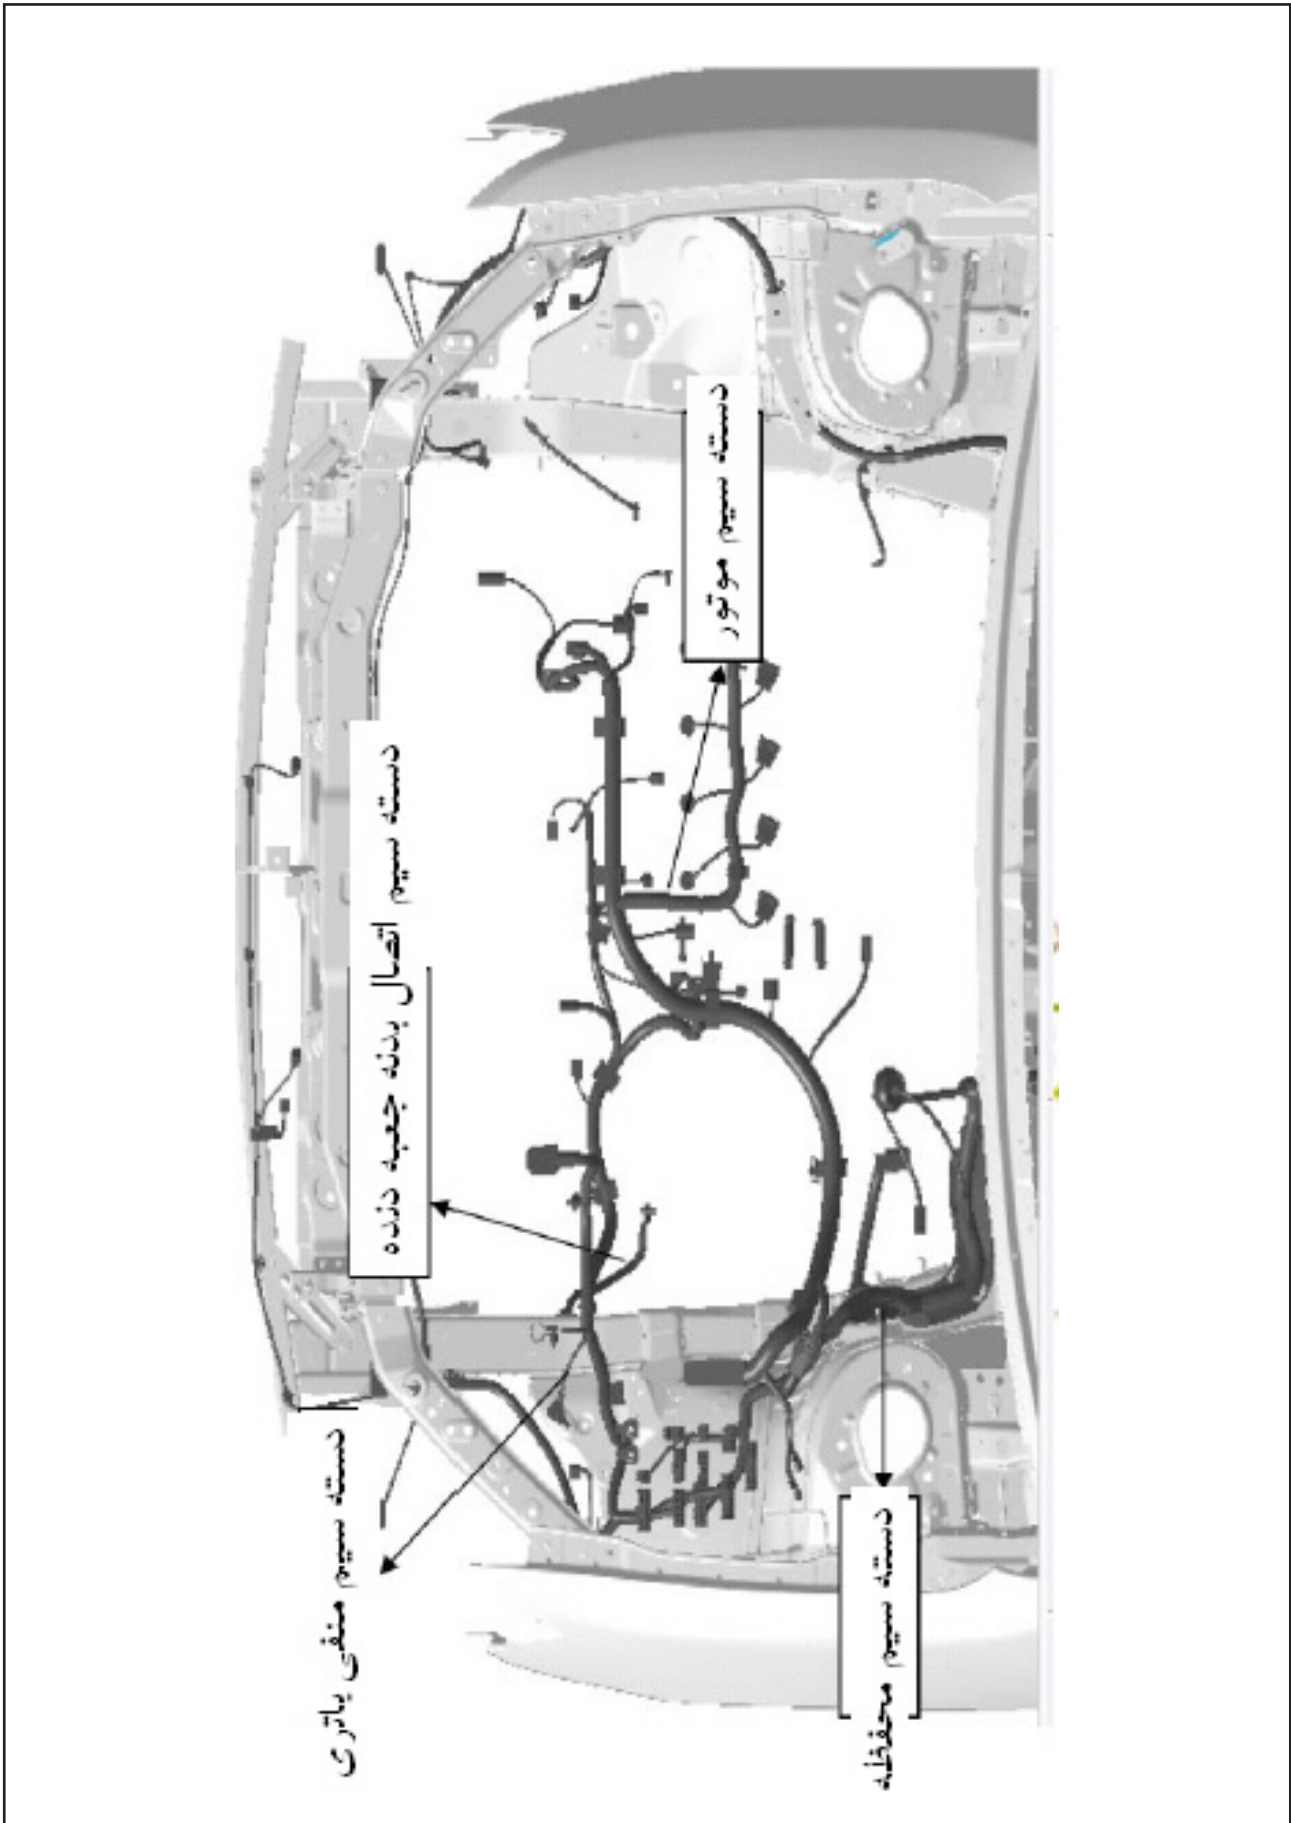 دسته سیم موتور
دسته سیم اتصال بدنه جعبه دنده
دسته سیم منفی باتری
دسته سیم محفظه